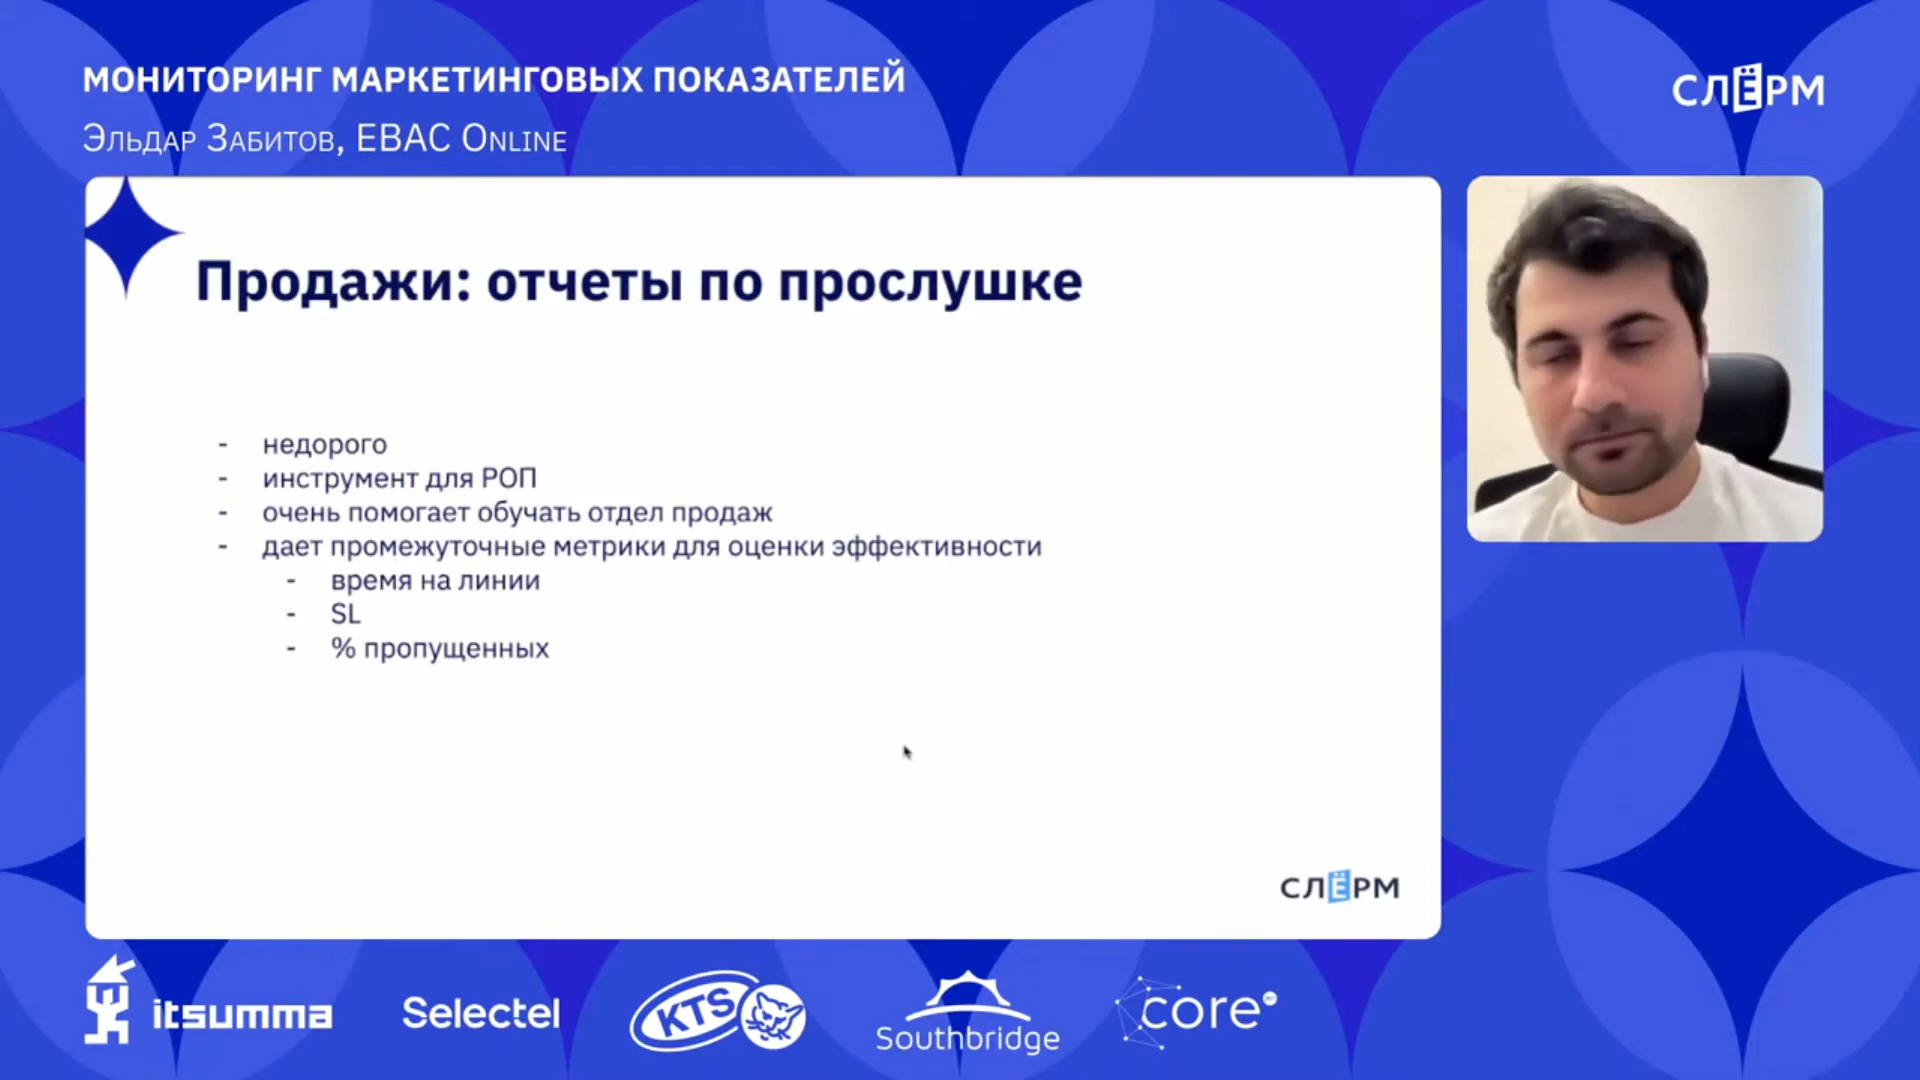 МОНИТОРИНГ МАРКЕТИНГОВЫХ ПОКАЗАТЕЛЕЙ
Эльдар Забитов, EBAC Online
СЛЁРМ
Продажи: отчеты по прослушке
- недорого
- инструмент для РОП
- очень помогает обучать отдел продаж
- дает промежуточные метрики для оценки эффективности
- время на линии
- SL
- % пропущенных
СЛЁРМ
itsumma
Selectel
KTS
Southbridge
core